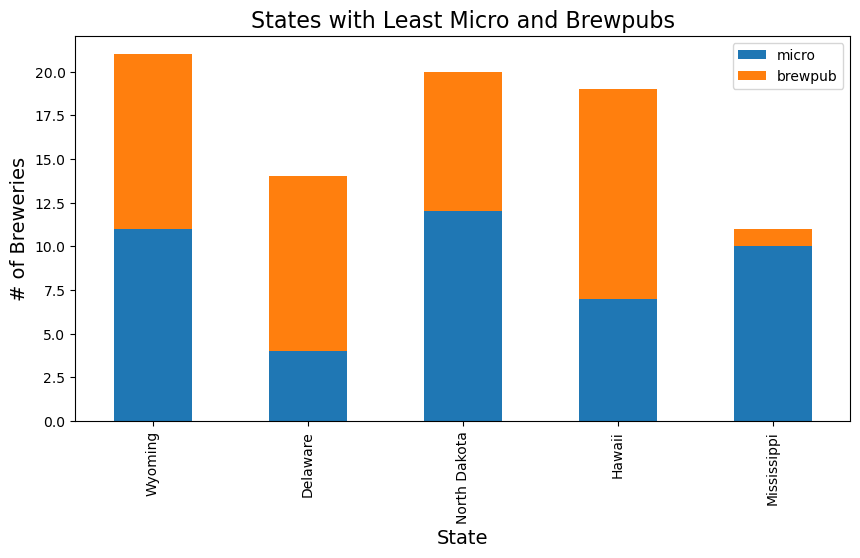 States with Least Micro and Brewpubs
micro
brewpub
# of Breweries
20.0
17.5
15.0
12.5
10.0
7.5
5.0
2.5
0.0
Wyoming
Delaware
North Dakota
Hawaii
Mississippi
State